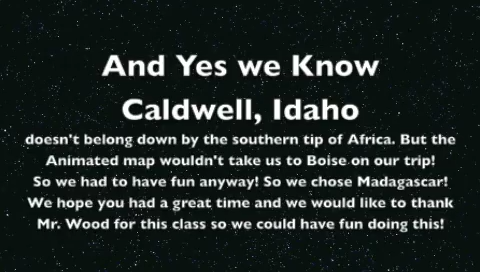 And Yes we Know
Caldwell, Idaho
doesn't belong down by the southern tip of Africa. But the
Animated map wouldn't take us to Boise on our trip!
So we had to have fun anyway! So we chose Madagascar!
We hope you had a great time and we would like to thank
Mr. Wood for this class so we could have fun doing this!